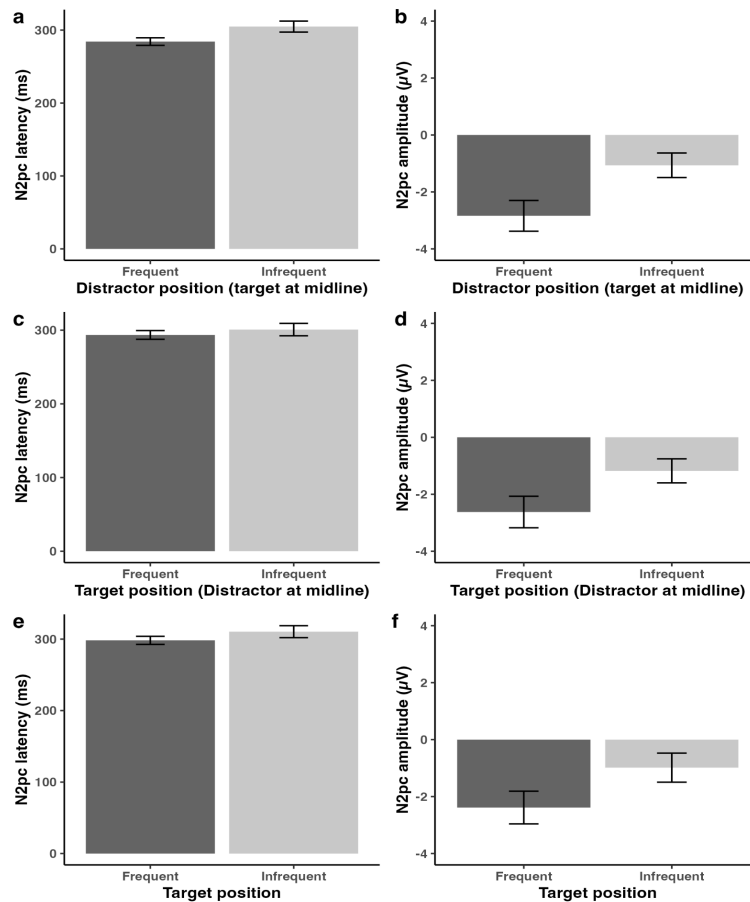 a
N2pc latency (ms)
300
200
100
0
Frequent Infrequent
Distractor position (target at midline)
b
N2pc amplitude (µV)
4
2
0
-2
-4
Frequent Infrequent
Distractor position (target at midline)
c
N2pc latency (ms)
300
200
100
0
Frequent Infrequent
Target position (Distractor at midline)
d
N2pc amplitude (µV)
4
2
0
-2
-4
Frequent Infrequent
Target position (Distractor at midline)
e
N2pc latency (ms)
300
200
100
0
Frequent Infrequent
Target position
f
N2pc amplitude (µV)
4
2
0
-2
-4
Frequent Infrequent
Target position